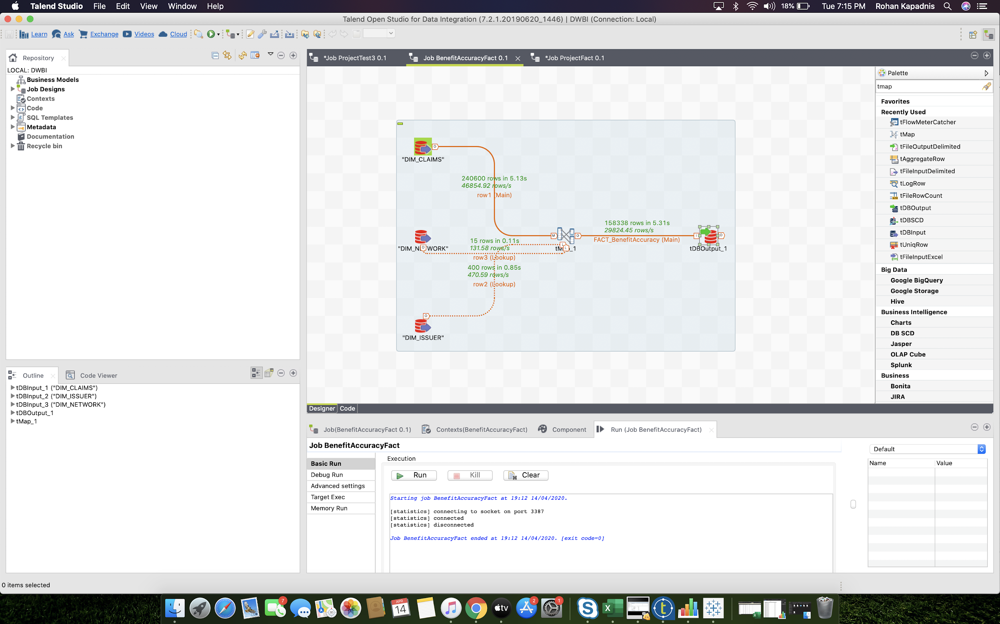 Talend Studio File Edit View Window Help 18% Tue 7:15 PM Rohan Kapadnis
Talend Open Studio for Data Integration (7.2.1.20190620_1446) | DWBI (Connection: Local)
Learn Ask Exchange Videos Cloud
Repository
LOCAL: DWBI
Business Models
Job Designs
Contexts
Code
SQL Templates
Metadata
Documentation
Recycle bin
*Job ProjectTest3 0.1 Job BenefitAccuracyFact 0.1 *Job ProjectFact 0.1
"DIM_CLAIMS"
240600 rows in 5.13s
46854.92 rows/s
row1 (Main)
"DIM_NETWORK"
15 rows in 0.11s
131.58 rows/s
row3 (Lookup)
400 rows in 0.85s
470.59 rows/s
row2 (Lookup)
"DIM_ISSUER"
M
O
tMap_1
158338 rows in 5.31s
29824.45 rows/s
FACT_BenefitAccuracy (Main)
tDBOutput_1
Palette
tmap
Favorites
Recently Used
tFlowMeterCatcher
tMap
tFileOutputDelimited
tAggregateRow
tFileInputDelimited
tLogRow
tFileRowCount
tDBOutput
tDBSCD
tDBInput
tUniqRow
tFileInputExcel
Big Data
Google BigQuery
Google Storage
Hive
Business Intelligence
Charts
DB SCD
Jasper
OLAP Cube
Splunk
Business
Bonita
JIRA
Designer Code
Outline Code Viewer
tDBInput_1 ("DIM_CLAIMS")
tDBInput_2 ("DIM_ISSUER")
tDBInput_3 ("DIM_NETWORK")
tDBOutput_1
tMap_1
Job(BenefitAccuracyFact 0.1) Contexts(BenefitAccuracyFact) Component Run (Job BenefitAccuracyFact)
Job BenefitAccuracyFact
Basic Run
Debug Run
Advanced settings
Target Exec
Memory Run
Execution
Run Kill Clear
Starting job BenefitAccuracyFact at 19:12 14/04/2020.
[statistics] connecting to socket on port 3387
[statistics] connected
[statistics] disconnected
Job BenefitAccuracyFact ended at 19:12 14/04/2020. [exit code=0]
Default
Name Value
0 items selected
7
APR
14
tv
2
1
S
X
t